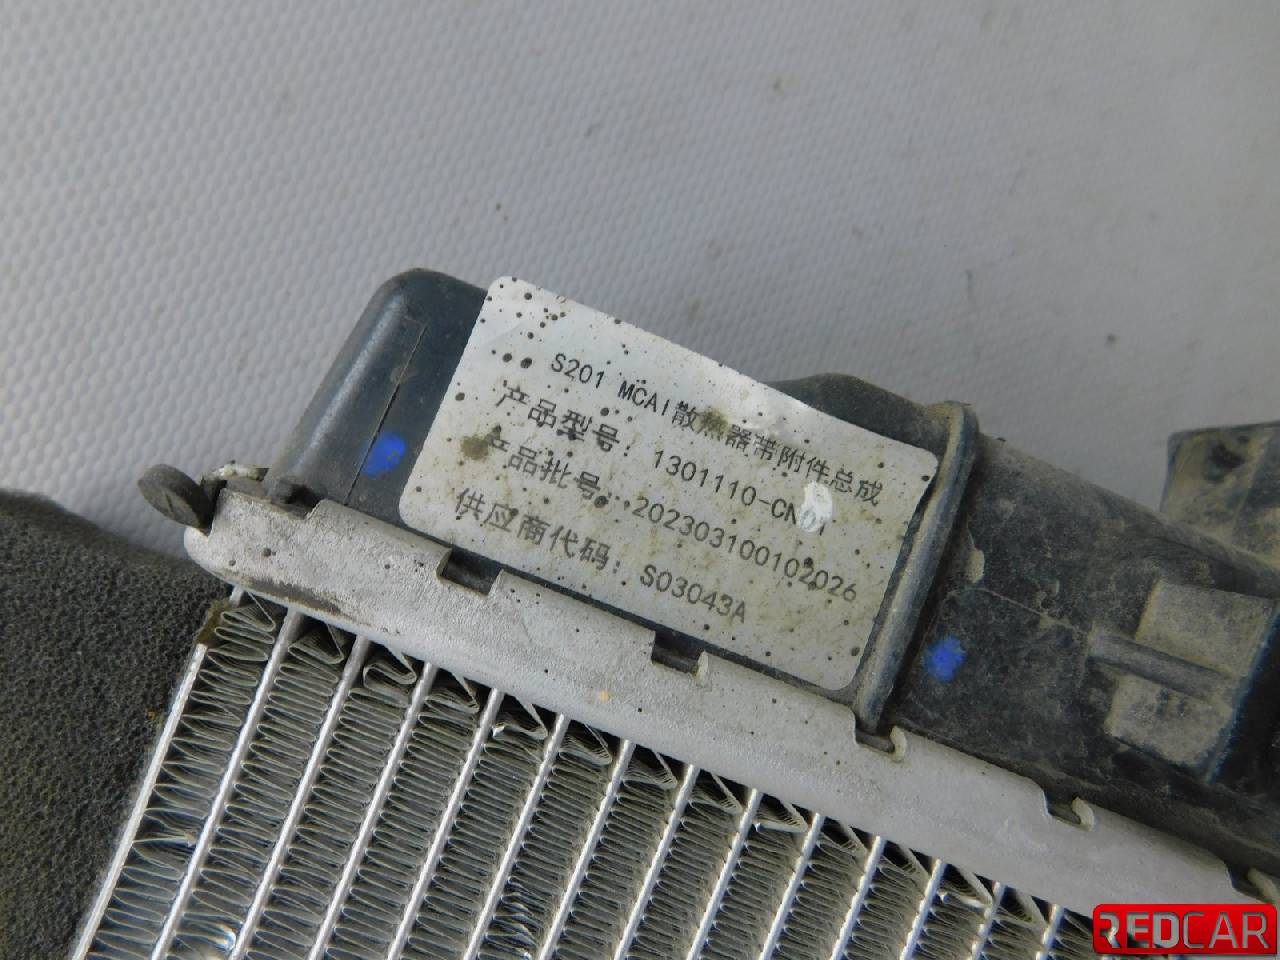 S201 MCAI散热器带附件总成
产品型号: 1301110-CN01
产品批号: 202303100102026
供应商代码: S03043A
REDCAR